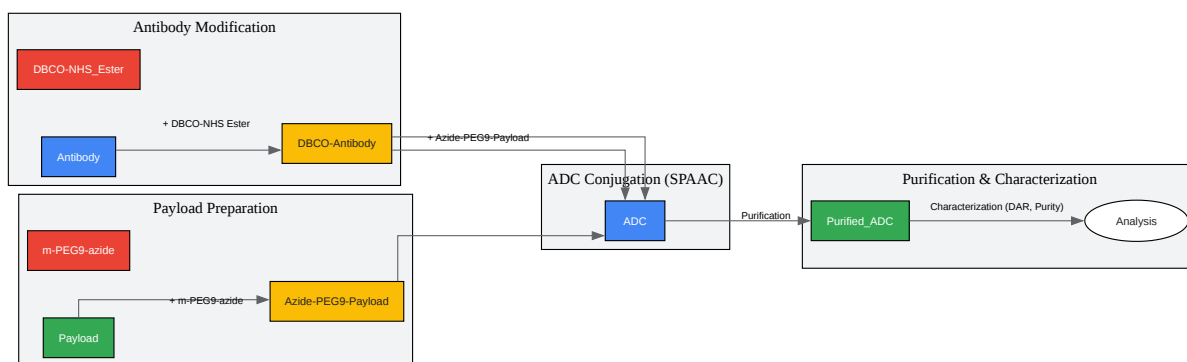 Antibody Modification
DBCO-NHS_Ester
+ DBCO-NHS Ester
Antibody
DBCO-Antibody
+ Azide-PEG9-Payload
Payload Preparation
m-PEG9-azide
+ m-PEG9-azide
Payload
Azide-PEG9-Payload
ADC Conjugation (SPAAC)
ADC
Purification
Purification & Characterization
Purified_ADC
Characterization (DAR, Purity)
Analysis